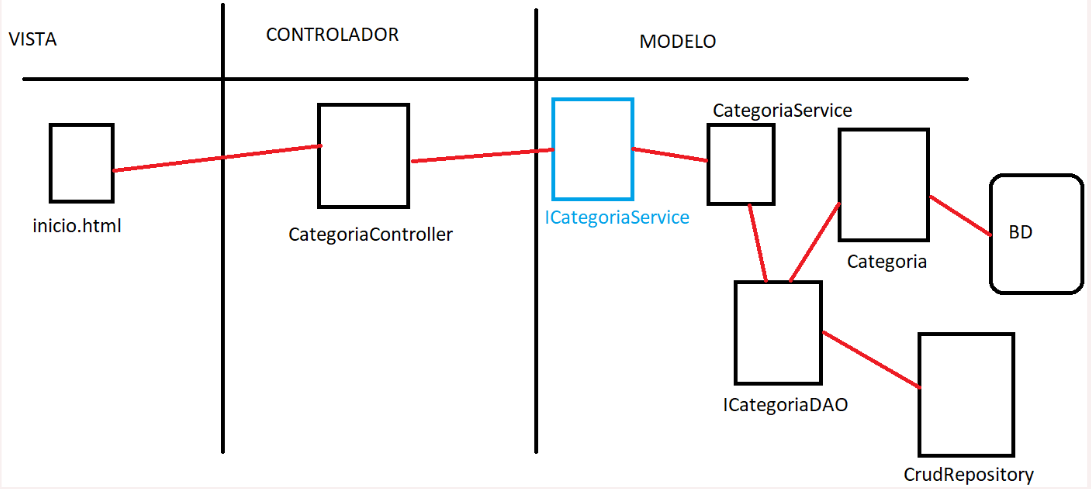 VISTA
CONTROLADOR
MODELO
CategoriaService
inicio.html
CategoriaController
ICategoriaService
Categoria
BD
ICategoriaDAO
CrudRepository